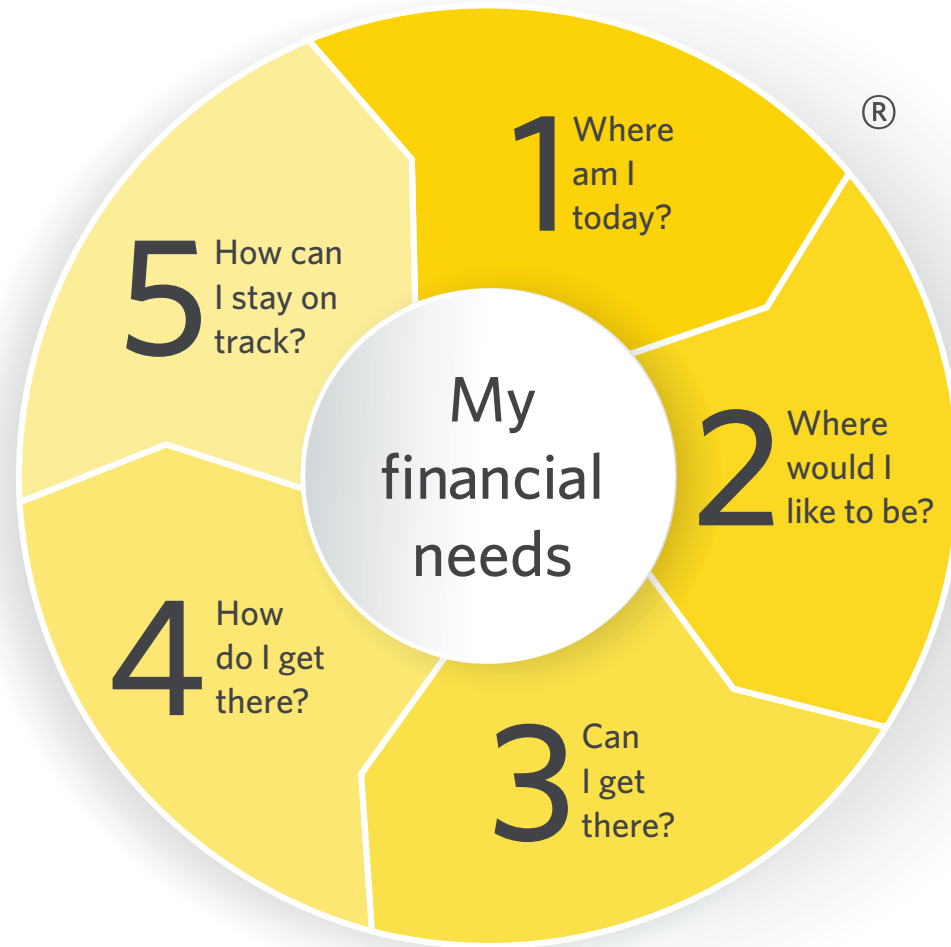 My
financial
needs
1
Where
am I
today?
®
2
Where
would I
like to be?
3
Can
I get
there?
4
How
do I get
there?
5
How can
I stay on
track?